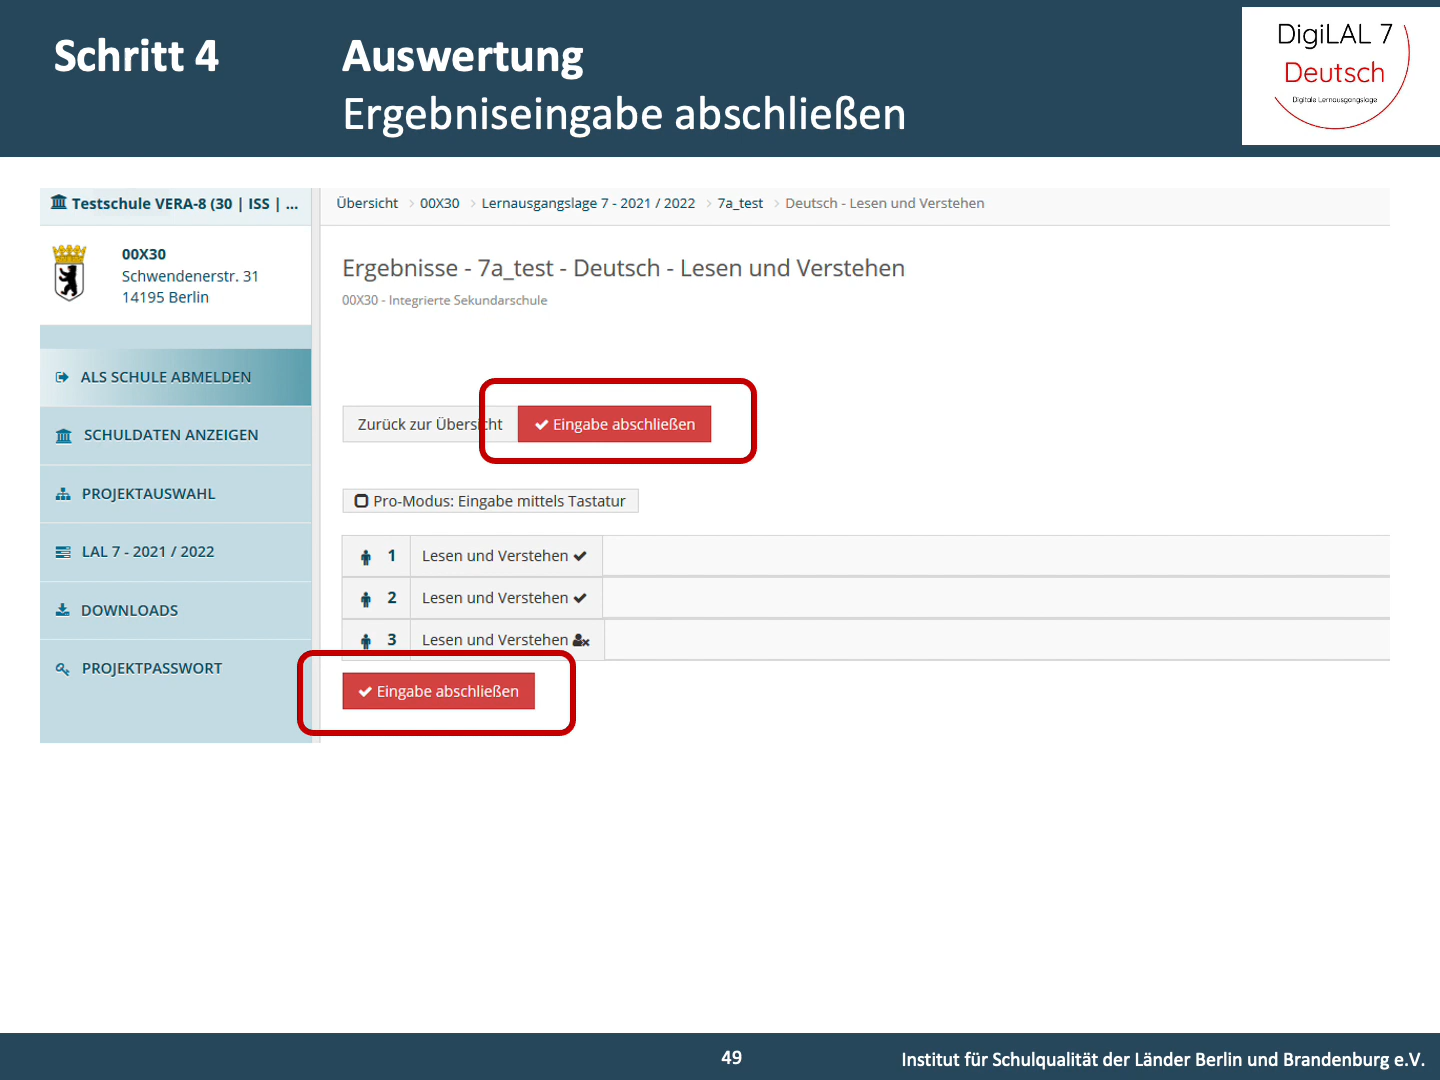 Schritt 4
Auswertung
Ergebniseingabe abschließen
DigiLAL 7
Deutsch
Digitale Lernausgangslage
Testschule VERA-8 (30 | ISS | ...
Übersicht > 00X30 > Lernausgangslage 7 - 2021 / 2022 > 7a_test > Deutsch - Lesen und Verstehen
00X30
Schwendenerstr. 31
14195 Berlin
ALS SCHULE ABMELDEN
SCHULDATEN ANZEIGEN
PROJEKTAUSWAHL
LAL 7 - 2021 / 2022
DOWNLOADS
PROJEKTPASSWORT
Ergebnisse - 7a_test - Deutsch - Lesen und Verstehen
00X30 - Integrierte Sekundarschule
Zurück zur Übersicht
Eingabe abschließen
Pro-Modus: Eingabe mittels Tastatur
1 Lesen und Verstehen
2 Lesen und Verstehen
3 Lesen und Verstehen
Eingabe abschließen
49
Institut für Schulqualität der Länder Berlin und Brandenburg e.V.